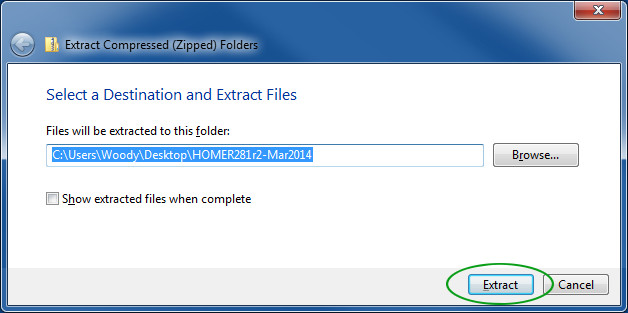 Extract Compressed (Zipped) Folders
Select a Destination and Extract Files
Files will be extracted to this folder:
C:\Users\Woody\Desktop\HOMER281r2-Mar2014
Browse...
Show extracted files when complete
Extract
Cancel